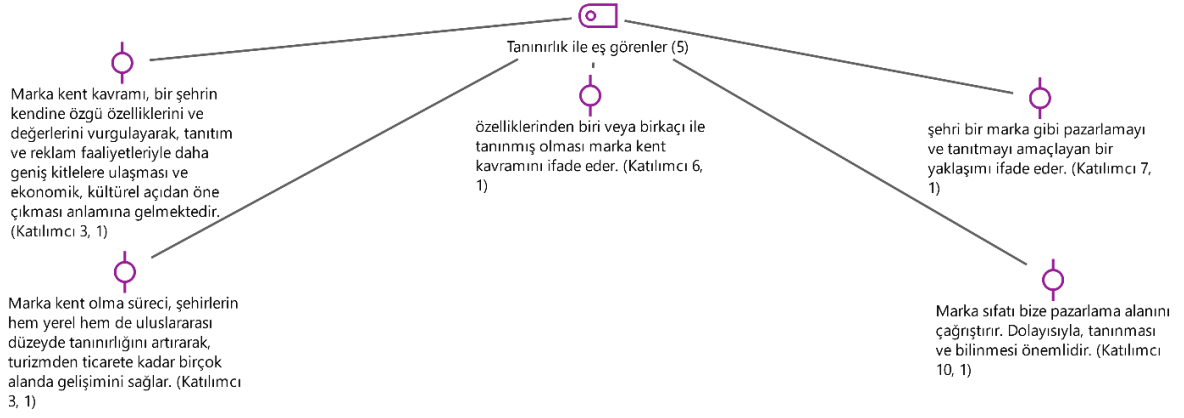 Tanınırlık ile eş görenler (5)
Marka kent kavramı, bir şehrin
kendine özgü özelliklerini ve
değerlerini vurgulayarak, tanıtım
ve reklam faaliyetleriyle daha
geniş kitlelere ulaşması ve
ekonomik, kültürel açıdan öne
çıkması anlamına gelmektedir.
(Katılımcı 3, 1)
özelliklerinden biri veya birkaçı ile
tanınmış olması marka kent
kavramını ifade eder. (Katılımcı 6,
1)
şehri bir marka gibi pazarlamayı
ve tanıtmayı amaçlayan bir
yaklaşımı ifade eder. (Katılımcı 7,
1)
Marka kent olma süreci, şehirlerin
hem yerel hem de uluslararası
düzeyde tanınırlığını artırarak,
turizmden ticarete kadar birçok
alanda gelişimini sağlar. (Katılımcı
3, 1)
Marka sıfatı bize pazarlama alanını
çağrıştırır. Dolayısıyla, tanınması
ve bilinmesi önemlidir. (Katılımcı
10, 1)